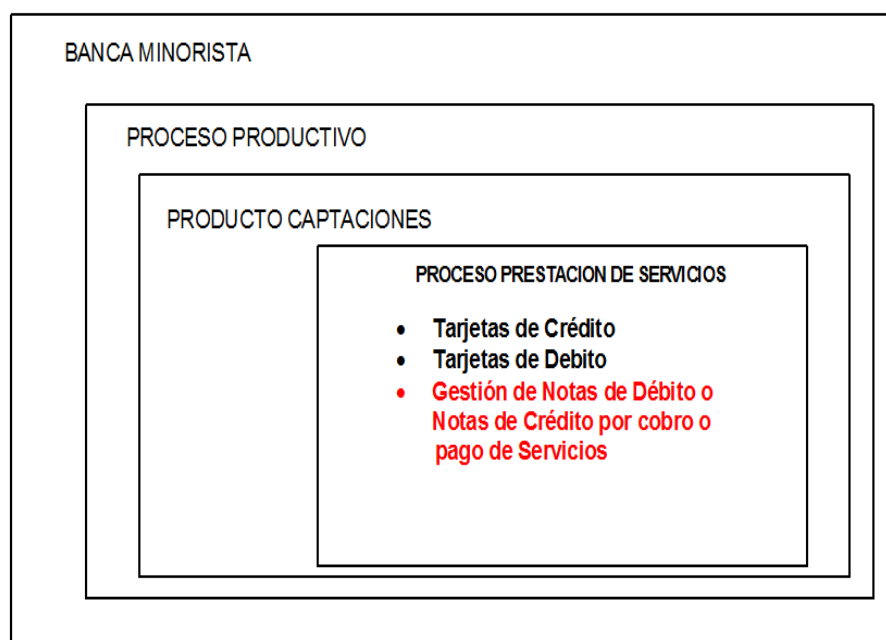 BANCA MINORISTA
PROCESO PRODUCTIVO
PRODUCTO CAPTACIONES
PROCESO PRESTACION DE SERVICIOS
• Tarjetas de Crédito
• Tarjetas de Debito
• Gestión de Notas de Débito o
Notas de Crédito por cobro o
pago de Servicios